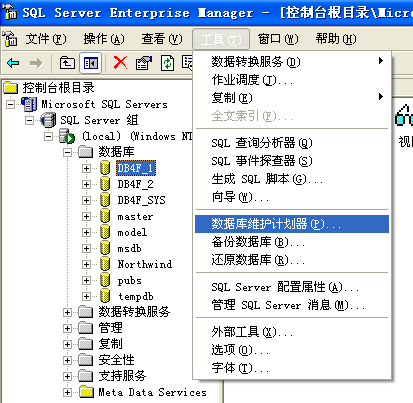 SQL Server Enterprise Manager - [控制台根目录\Micro
文件(F) 操作(A) 查看(V) 工具(T) 窗口(W) 帮助(H)
控制台根目录
Microsoft SQL Servers
SQL Server 组
(local) (Windows NT
数据库
DB4F_1
DB4F_2
DB4F_SYS
master
model
msdb
Northwind
pubs
tempdb
数据转换服务
管理
复制
安全性
支持服务
Meta Data Services
数据转换服务(D)
作业调度(J)...
复制(E)
全文索引(F)...
SQL 查询分析器(Q)
SQL 事件探查器(S)
生成 SQL 脚本(G)...
向导(W)...
数据库维护计划器(P)...
备份数据库(B)...
还原数据库(R)...
SQL Server 配置属性(A)...
管理 SQL Server 消息(M)...
外部工具(X)...
选项(O)...
字体(T)...
视